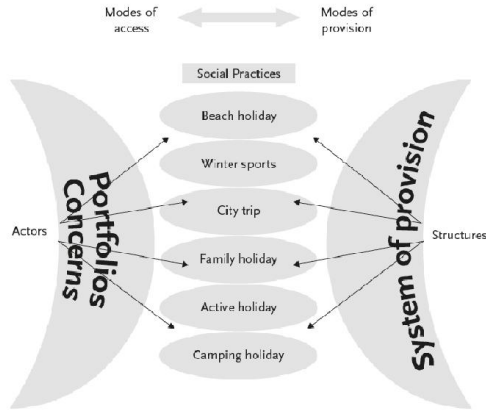 Modes of
access
Modes of
provision
Social Practices
Beach holiday
Winter sports
City trip
Family holiday
Active holiday
Camping holiday
Actors
Portfolios
Concerns
System of provision
Structures